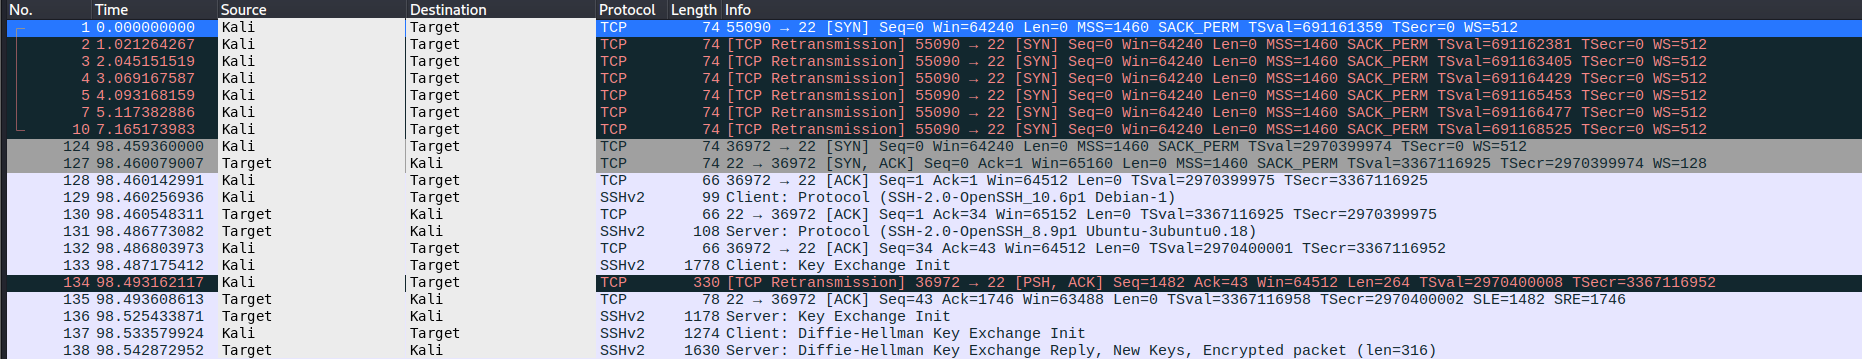 No. Time Source Destination Protocol Length Info
1 0.000000000 Kali Target TCP 74 55090 → 22 [SYN] Seq=0 Win=64240 Len=0 MSS=1460 SACK_PERM TSval=691161359 TSecr=0 WS=512
2 1.021264267 Kali Target TCP 74 [TCP Retransmission] 55090 → 22 [SYN] Seq=0 Win=64240 Len=0 MSS=1460 SACK_PERM TSval=691162381 TSecr=0 WS=512
3 2.045151519 Kali Target TCP 74 [TCP Retransmission] 55090 → 22 [SYN] Seq=0 Win=64240 Len=0 MSS=1460 SACK_PERM TSval=691163405 TSecr=0 WS=512
4 3.069167587 Kali Target TCP 74 [TCP Retransmission] 55090 → 22 [SYN] Seq=0 Win=64240 Len=0 MSS=1460 SACK_PERM TSval=691164429 TSecr=0 WS=512
5 4.093168159 Kali Target TCP 74 [TCP Retransmission] 55090 → 22 [SYN] Seq=0 Win=64240 Len=0 MSS=1460 SACK_PERM TSval=691165453 TSecr=0 WS=512
7 5.117382886 Kali Target TCP 74 [TCP Retransmission] 55090 → 22 [SYN] Seq=0 Win=64240 Len=0 MSS=1460 SACK_PERM TSval=691166477 TSecr=0 WS=512
10 7.165173983 Kali Target TCP 74 [TCP Retransmission] 55090 → 22 [SYN] Seq=0 Win=64240 Len=0 MSS=1460 SACK_PERM TSval=691168525 TSecr=0 WS=512
124 98.459360000 Kali Target TCP 74 36972 → 22 [SYN] Seq=0 Win=64240 Len=0 MSS=1460 SACK_PERM TSval=2970399974 TSecr=0 WS=512
127 98.460079007 Target Kali TCP 74 22 → 36972 [SYN, ACK] Seq=0 Ack=1 Win=65160 Len=0 MSS=1460 SACK_PERM TSval=3367116925 TSecr=2970399974 WS=128
128 98.460142991 Kali Target TCP 66 36972 → 22 [ACK] Seq=1 Ack=1 Win=64512 Len=0 TSval=2970399975 TSecr=3367116925
129 98.460256936 Kali Target SSHv2 99 Client: Protocol (SSH-2.0-OpenSSH_10.6p1 Debian-1)
130 98.460548311 Target Kali TCP 66 22 → 36972 [ACK] Seq=1 Ack=34 Win=65152 Len=0 TSval=3367116925 TSecr=2970399975
131 98.486773082 Target Kali SSHv2 108 Server: Protocol (SSH-2.0-OpenSSH_8.9p1 Ubuntu-3ubuntu0.18)
132 98.486803973 Kali Target TCP 66 36972 → 22 [ACK] Seq=34 Ack=43 Win=64512 Len=0 TSval=2970400001 TSecr=3367116952
133 98.487175412 Kali Target SSHv2 1778 Client: Key Exchange Init
134 98.493162117 Kali Target TCP 330 [TCP Retransmission] 36972 → 22 [PSH, ACK] Seq=1482 Ack=43 Win=64512 Len=264 TSval=2970400008 TSecr=3367116952
135 98.493608613 Target Kali TCP 78 22 → 36972 [ACK] Seq=43 Ack=1746 Win=63488 Len=0 TSval=3367116958 TSecr=2970400002 SLE=1482 SRE=1746
136 98.525433871 Target Kali SSHv2 1178 Server: Key Exchange Init
137 98.533579924 Kali Target SSHv2 1274 Client: Diffie-Hellman Key Exchange Init
138 98.542872952 Target Kali SSHv2 1630 Server: Diffie-Hellman Key Exchange Reply, New Keys, Encrypted packet (len=316)